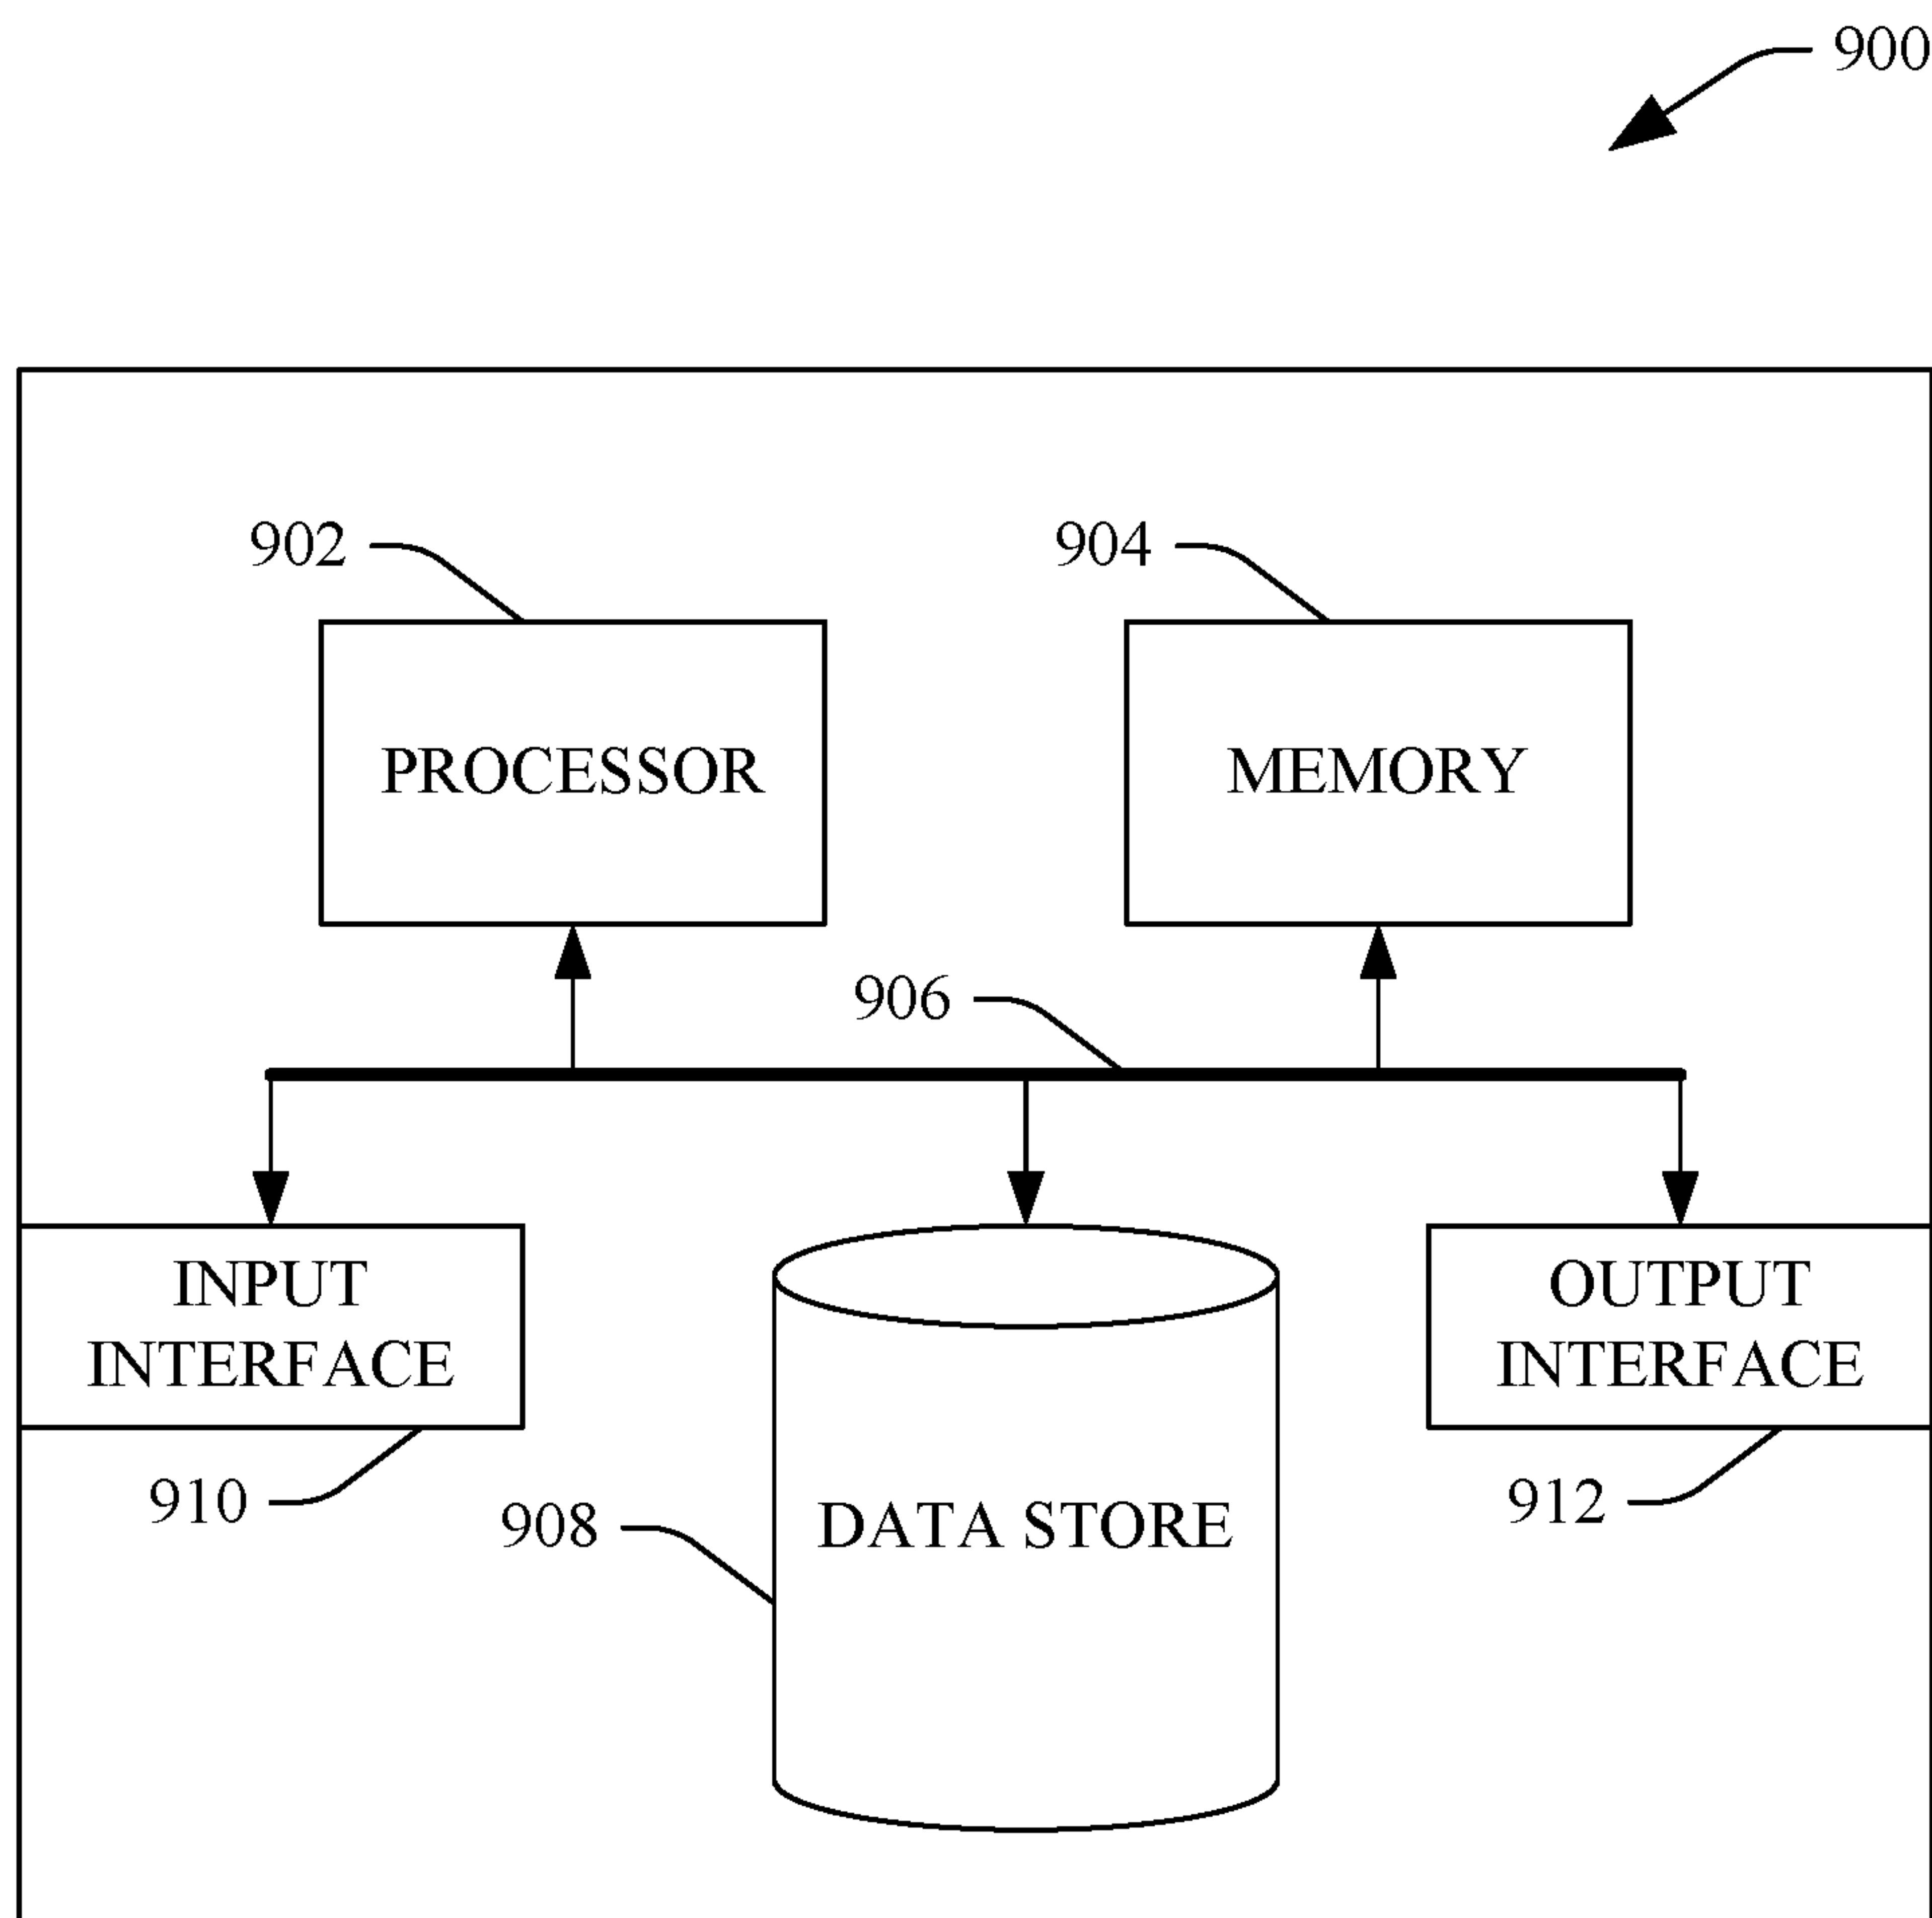 900
902
904
PROCESSOR
MEMORY
906
INPUT
INTERFACE
OUTPUT
INTERFACE
910
908
DATA STORE
912